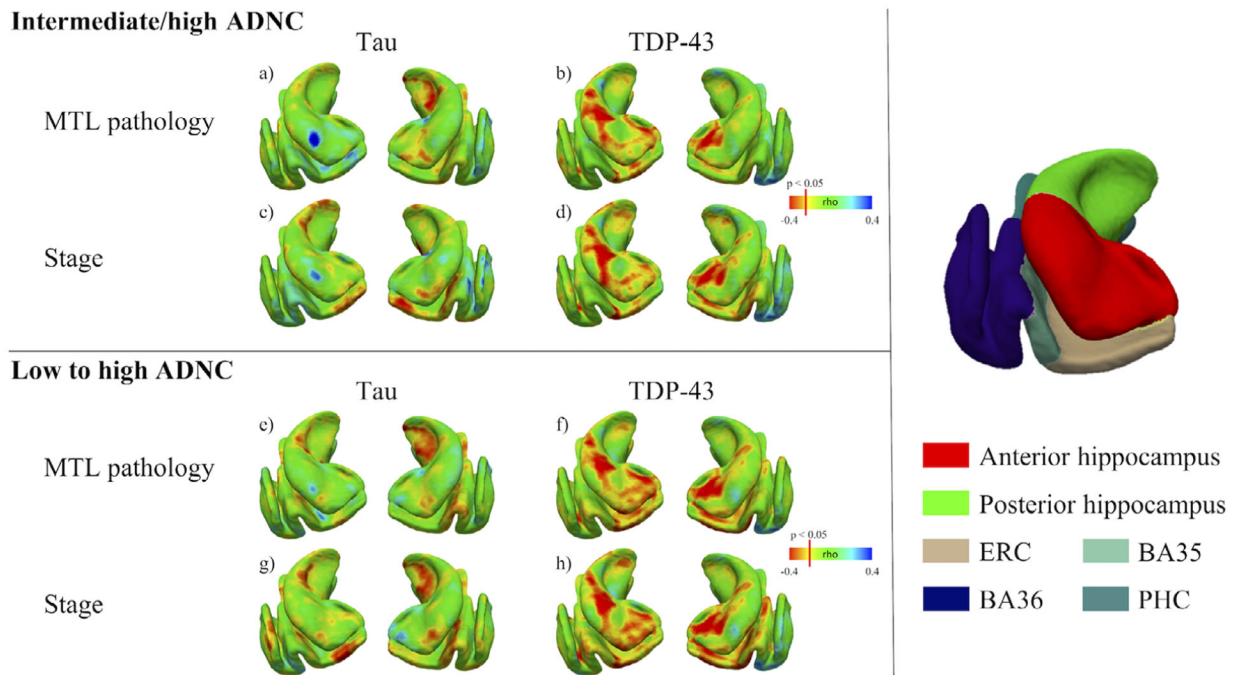 Intermediate/high ADNC
Tau
TDP-43
a)
b)
MTL pathology
p < 0.05
rho
-0.4
0.4
c)
d)
Stage
Low to high ADNC
Tau
TDP-43
e)
f)
MTL pathology
p < 0.05
rho
-0.4
0.4
g)
h)
Stage
Anterior hippocampus
Posterior hippocampus
ERC
BA35
BA36
PHC